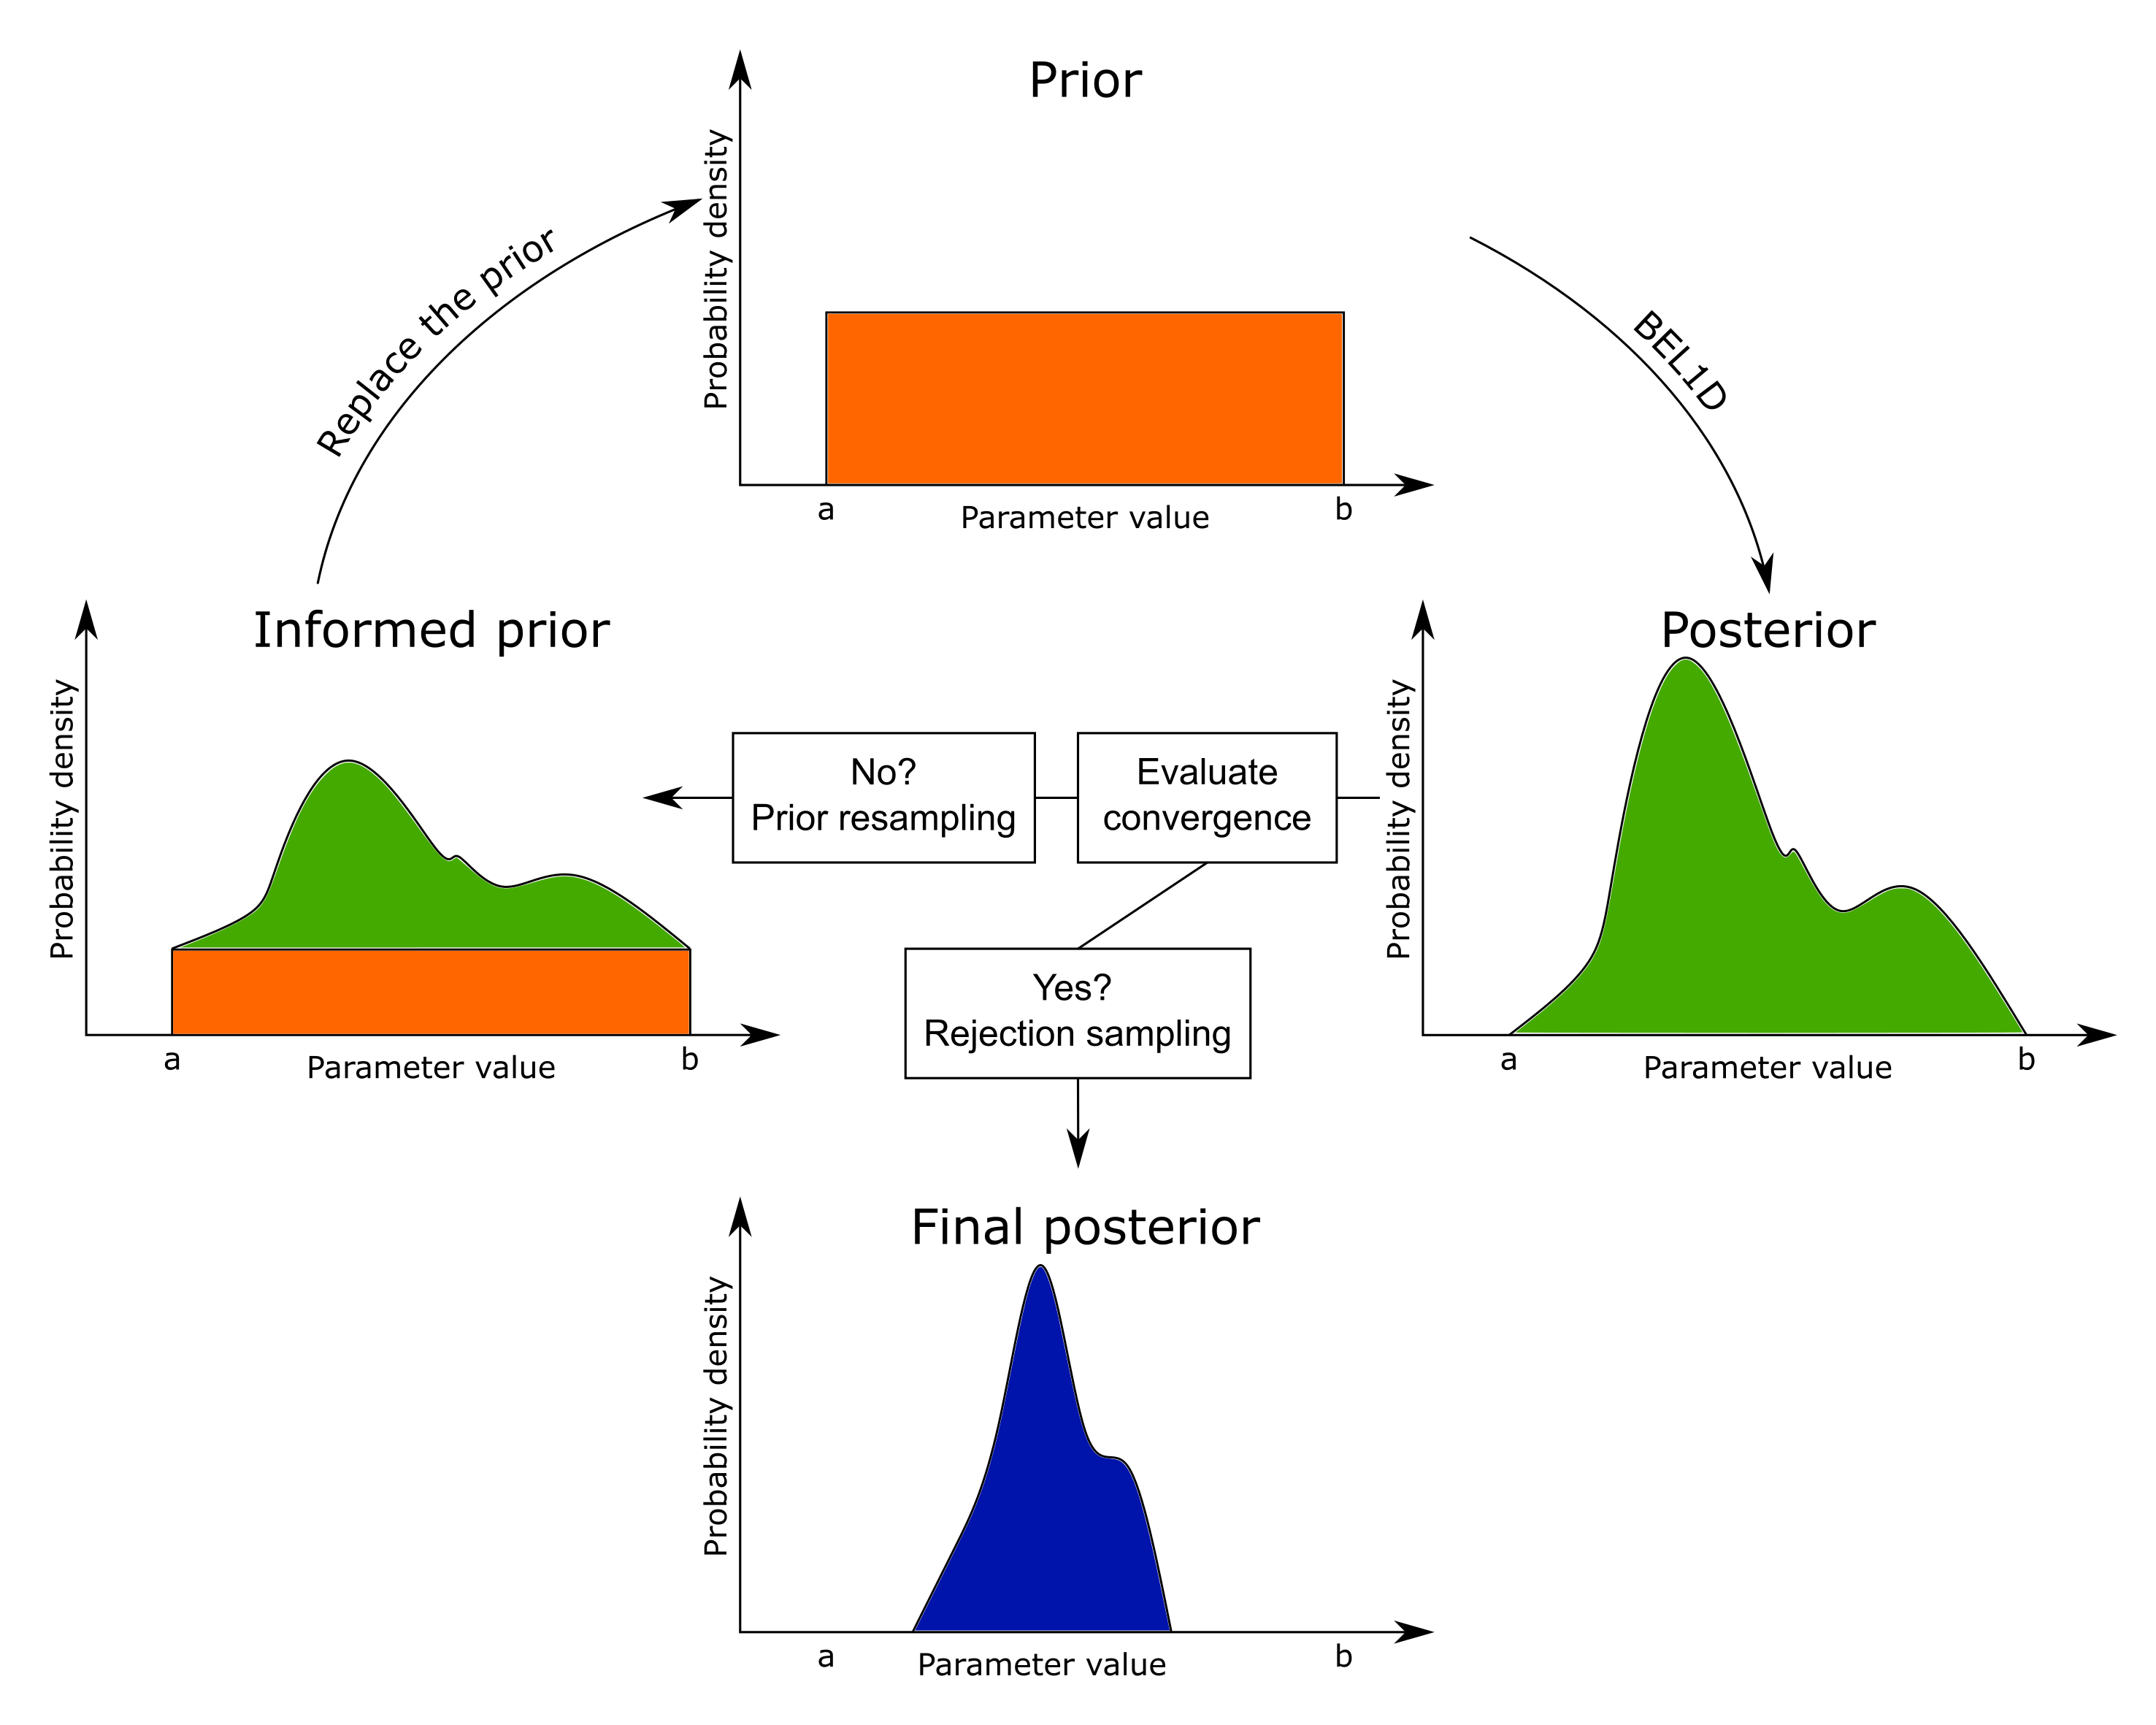 Prior
Probability density
a
Parameter value
b
Replace the prior
BEL1D
Informed prior
Probability density
a
Parameter value
b
No?
Prior resampling
Evaluate
convergence
Yes?
Rejection sampling
Posterior
Probability density
a
Parameter value
b
Final posterior
Probability density
a
Parameter value
b